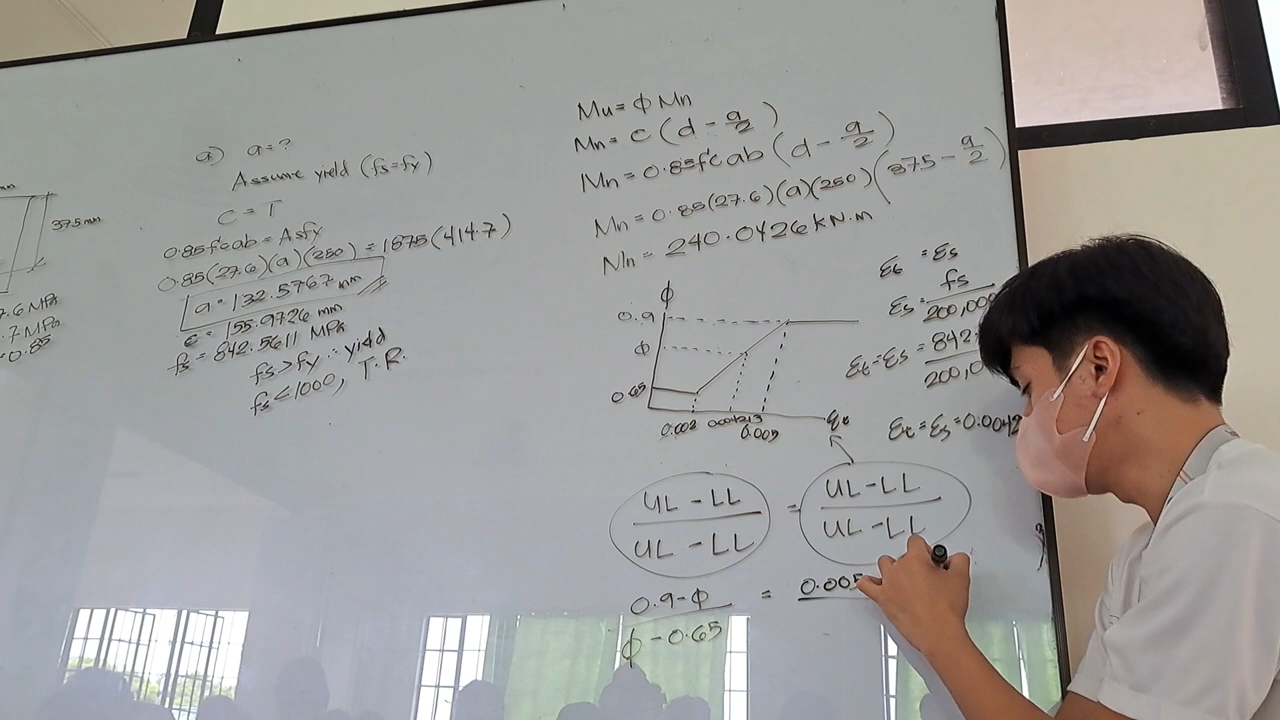 mm
375 mm
7.6 MPa
.7 MPa
=0.85
a) a=?
Assume yield (fs=fy)
C = T
0.85f'cab = Asfy
0.85(27.6)(a)(250) = 1875(414.7)
a = 132.5767 mm
c = 155.9726 mm
fs = 842.5611 MPa
fs > fy ∴ yield
fs < 1000, T.R.
Mu = ϕ Mn
Mn = C (d - a/2)
Mn = 0.85f'cab (d - a/2)
Mn = 0.85(27.6)(a)(250)(375 - a/2)
Mn = 240.0426 kN.m
ϕ
0.9
ϕ
0.65
0.002 0.004213 0.005 εt
εt = εs
εs = fs/200,000
εt = εs = 842./200,0
εt = εs = 0.0042
UL - LL / UL - LL = UL - LL / UL - LL
0.9 - ϕ / ϕ - 0.65 = 0.005